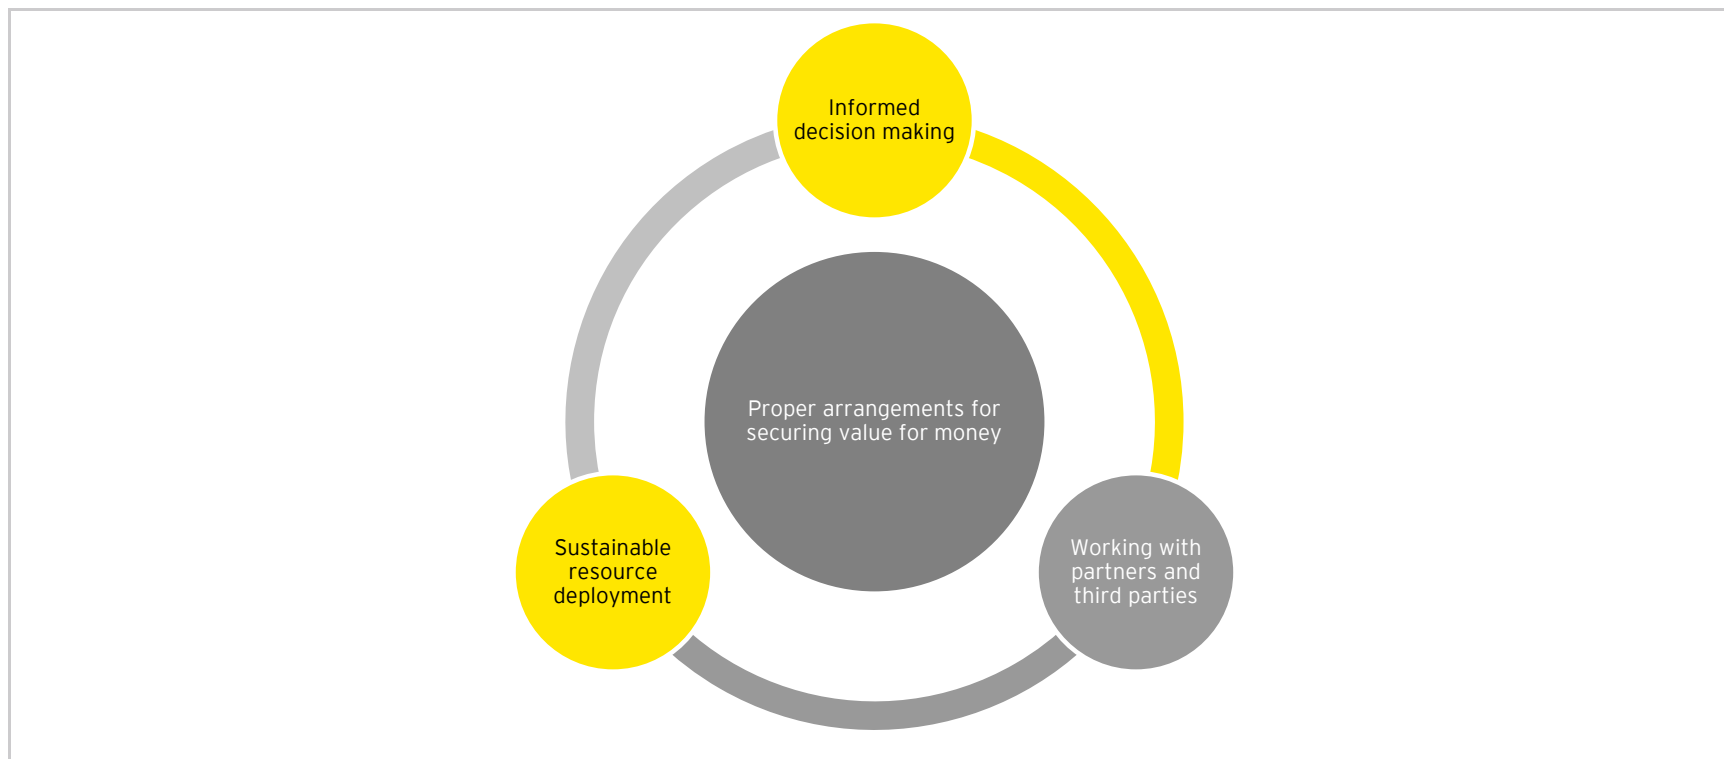 Informed
decision making
Proper arrangements for
securing value for money
Sustainable
resource
deployment
Working with
partners and
third parties